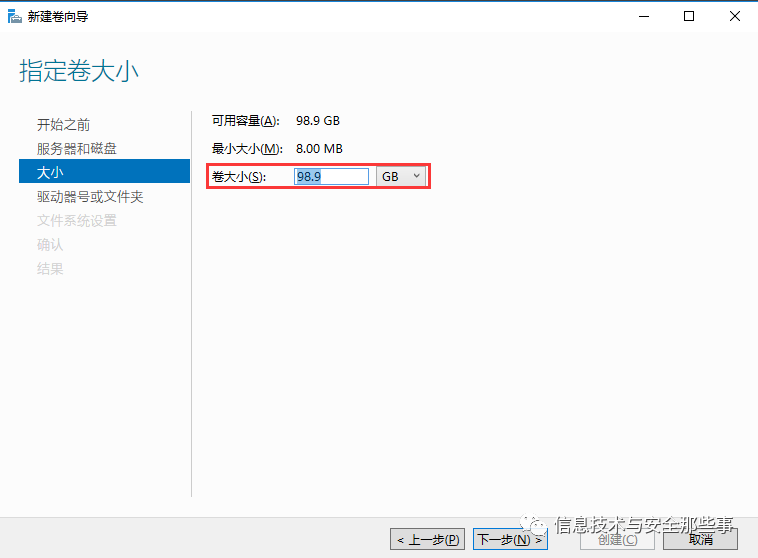 新建卷向导
指定卷大小
开始之前
服务器和磁盘
大小
驱动器号或文件夹
文件系统设置
确认
结果
可用容量(A): 98.9 GB
最小大小(M): 8.00 MB
卷大小(S): 98.9 GB
< 上一步(P) 下一步(N) > 创建(C) 取消
信息技术与安全那些事